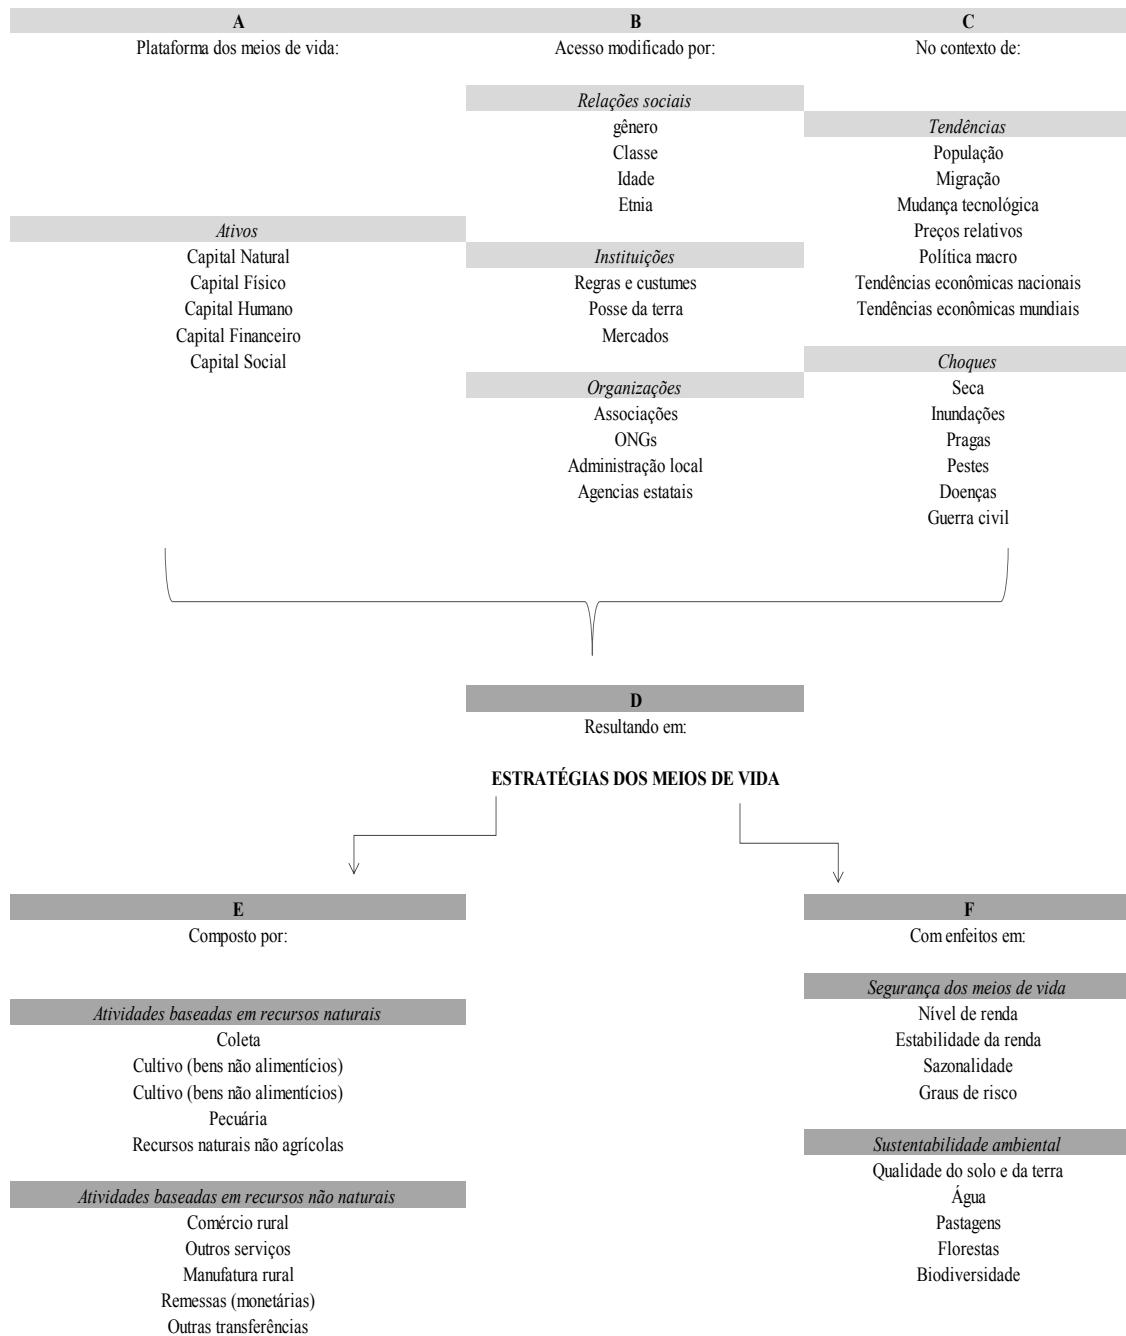 A
Plataforma dos meios de vida:
Ativos
Capital Natural
Capital Físico
Capital Humano
Capital Financeiro
Capital Social
B
Acesso modificado por:
Relações sociais
gênero
Classe
Idade
Etnia
Instituições
Regras e custumes
Posse da terra
Mercados
Organizações
Associações
ONGs
Administração local
Agencias estatais
C
No contexto de:
Tendências
População
Migração
Mudança tecnológica
Preços relativos
Política macro
Tendências econômicas nacionais
Tendências econômicas mundiais
Choques
Seca
Inundações
Pragas
Pestes
Doenças
Guerra civil
D
Resultando em:
ESTRATÉGIAS DOS MEIOS DE VIDA
E
Composto por:
Atividades baseadas em recursos naturais
Coleta
Cultivo (bens não alimentícios)
Cultivo (bens não alimentícios)
Pecuária
Recursos naturais não agrícolas
Atividades baseadas em recursos não naturais
Comércio rural
Outros serviços
Manufatura rural
Remessas (monetárias)
Outras transferências
F
Com enfeitos em:
Segurança dos meios de vida
Nível de renda
Estabilidade da renda
Sazonalidade
Graus de risco
Sustentabilidade ambiental
Qualidade do solo e da terra
Água
Pastagens
Florestas
Biodiversidade